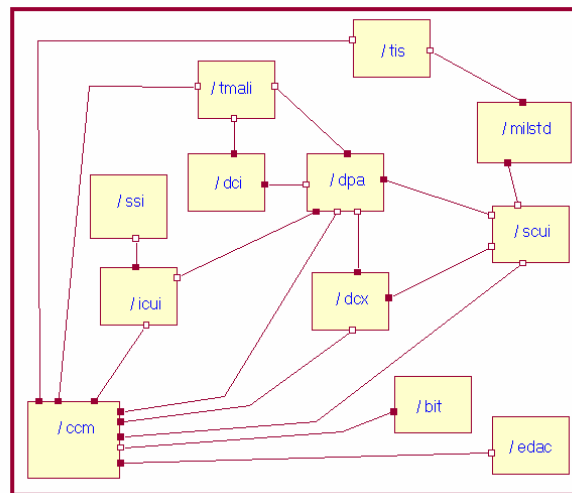 / tis
/ tmali
/ milstd
/ dci
/ dpa
/ ssi
/ scui
/ icui
/ dcx
/ bit
/ ccm
/ edac